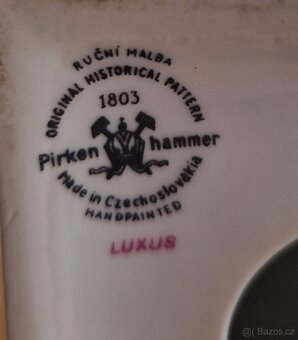 RUČNÍ MALBA
ORIGINAL HISTORICAL PATTERN
1803
Pirken hammer
Made in Czechoslovakia
HANDPAINTED
LUXUS
Bazos.cz